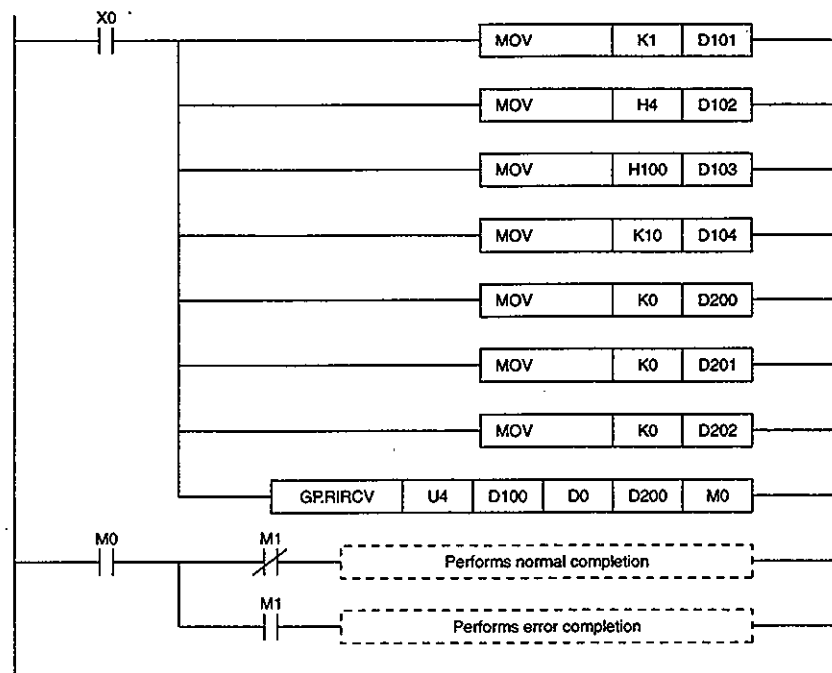 X0
MOV K1 D101
MOV H4 D102
MOV H100 D103
MOV K10 D104
MOV K0 D200
MOV K0 D201
MOV K0 D202
GP.RIRCV U4 D100 D0 D200 M0
M0 M1 Performs normal completion
M1 Performs error completion